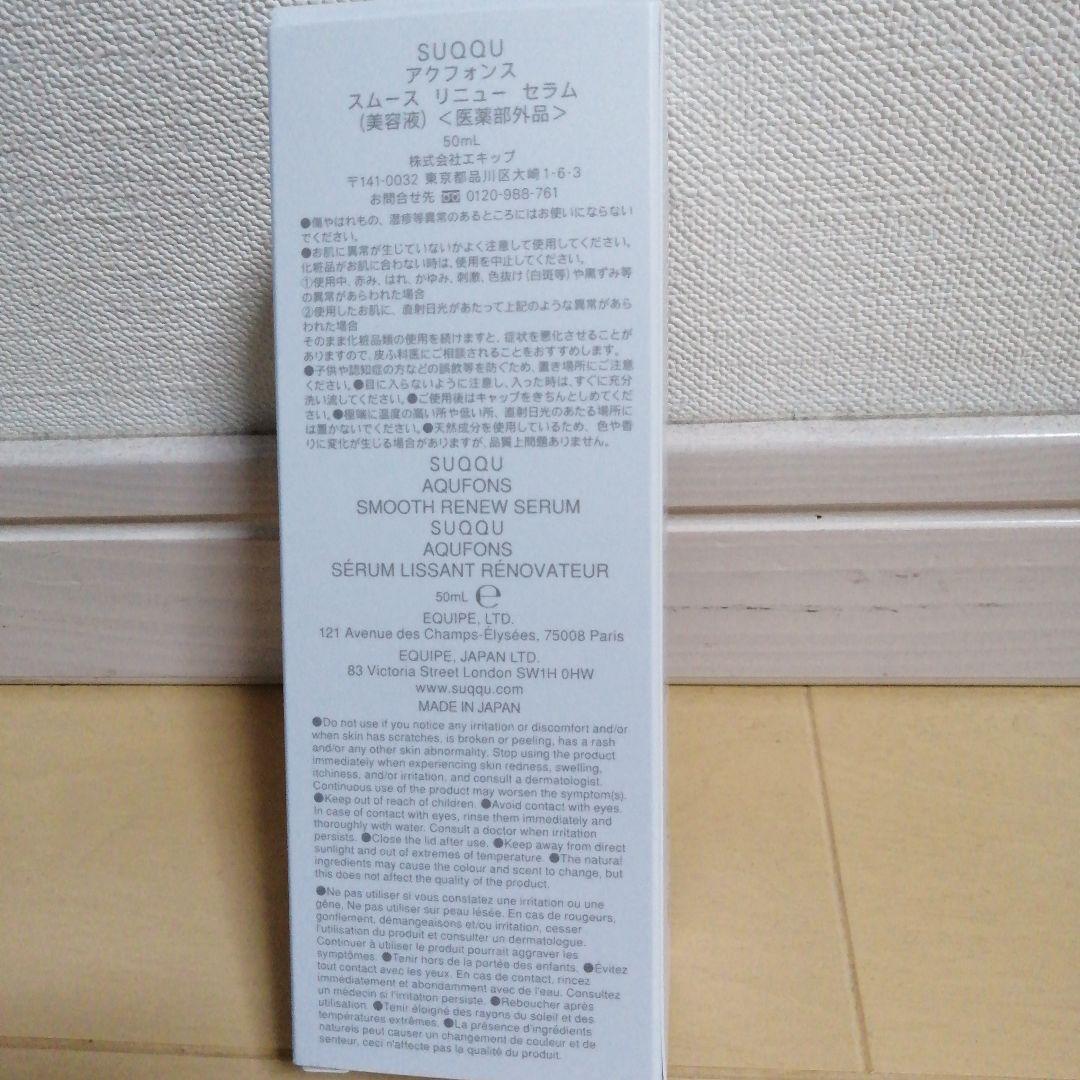 SUQQU
アクフォンス
スムース リニュー セラム
(美容液)＜医薬部外品＞
50mL
株式会社エキップ
〒141-0032 東京都品川区大崎1-6-3
お問合せ先 0120-988-761
●傷やはれもの、湿疹等異常のあるところにはお使いにならない
でください。
●お肌に異常が生じていないかよく注意して使用してください。
化粧品がお肌に合わない時は、使用を中止してください。
①使用中、赤み、はれ、かゆみ、刺激、色抜け(白斑等)や黒ずみ等
の異常があらわれた場合
②使用したお肌に、直射日光があたって上記のような異常があら
われた場合
そのまま化粧品類の使用を続けますと、症状を悪化させることが
ありますので、皮ふ科医にご相談されることをおすすめします。
●子供や認知症の方などの誤飲等を防ぐため、置き場所にご注意
ください。●目に入らないように注意し、入った時は、すぐに充分
洗い流してください。●ご使用後はキャップをきちんとしめてくだ
さい。●極端に温度の高い所や低い所、直射日光のあたる場所に
は置かないでください。●天然成分を使用しているため、色や香
りに変化が生じる場合がありますが、品質上問題ありません。
SUQQU
AQUFONS
SMOOTH RENEW SERUM
SUQQU
AQUFONS
SÉRUM LISSANT RÉNOVATEUR
50mL ℮
EQUIPE, LTD.
121 Avenue des Champs-Élysées, 75008 Paris
EQUIPE, JAPAN LTD.
83 Victoria Street London SW1H 0HW
www.suqqu.com
MADE IN JAPAN
●Do not use if you notice any irritation or discomfort and/or
when skin has scratches, is broken or peeling, has a rash
and/or any other skin abnormality. Stop using the product
immediately when experiencing skin redness, swelling,
itchiness, and/or irritation, and consult a dermatologist.
Continuous use of the product may worsen the symptom(s).
●Keep out of reach of children. ●Avoid contact with eyes.
In case of contact with eyes, rinse them immediately and
thoroughly with water. Consult a doctor when irritation
persists. ●Close the lid after use. ●Keep away from direct
sunlight and out of extremes of temperature. ●The natural
ingredients may cause the colour and scent to change, but
this does not affect the quality of the product.
●Ne pas utiliser si vous constatez une irritation ou une
gêne. Ne pas utiliser sur peau lésée. En cas de rougeurs,
gonflement, démangeaisons et/ou irritation, cesser
l'utilisation du produit et consulter un dermatologue.
Continuer à utiliser le produit pourrait aggraver les
symptômes. ●Tenir hors de la portée des enfants. ●Évitez
tout contact avec les yeux. En cas de contact, rincez
immédiatement et abondamment avec de l'eau. Consultez
un médecin si l'irritation persiste. ●Reboucher après
utilisation. ●Tenir éloigné des rayons du soleil et des
températures extrêmes. ●La présence d'ingrédients
naturels peut causer un changement de couleur et de
senteur, ceci n'affecte pas la qualité du produit.